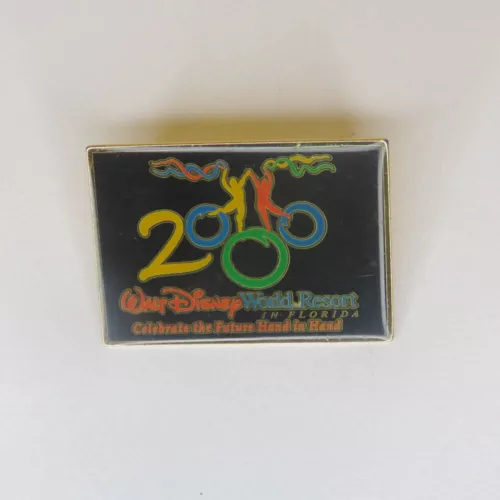 2000
Walt Disney World Resort
IN FLORIDA
Celebrate the Future Hand in Hand